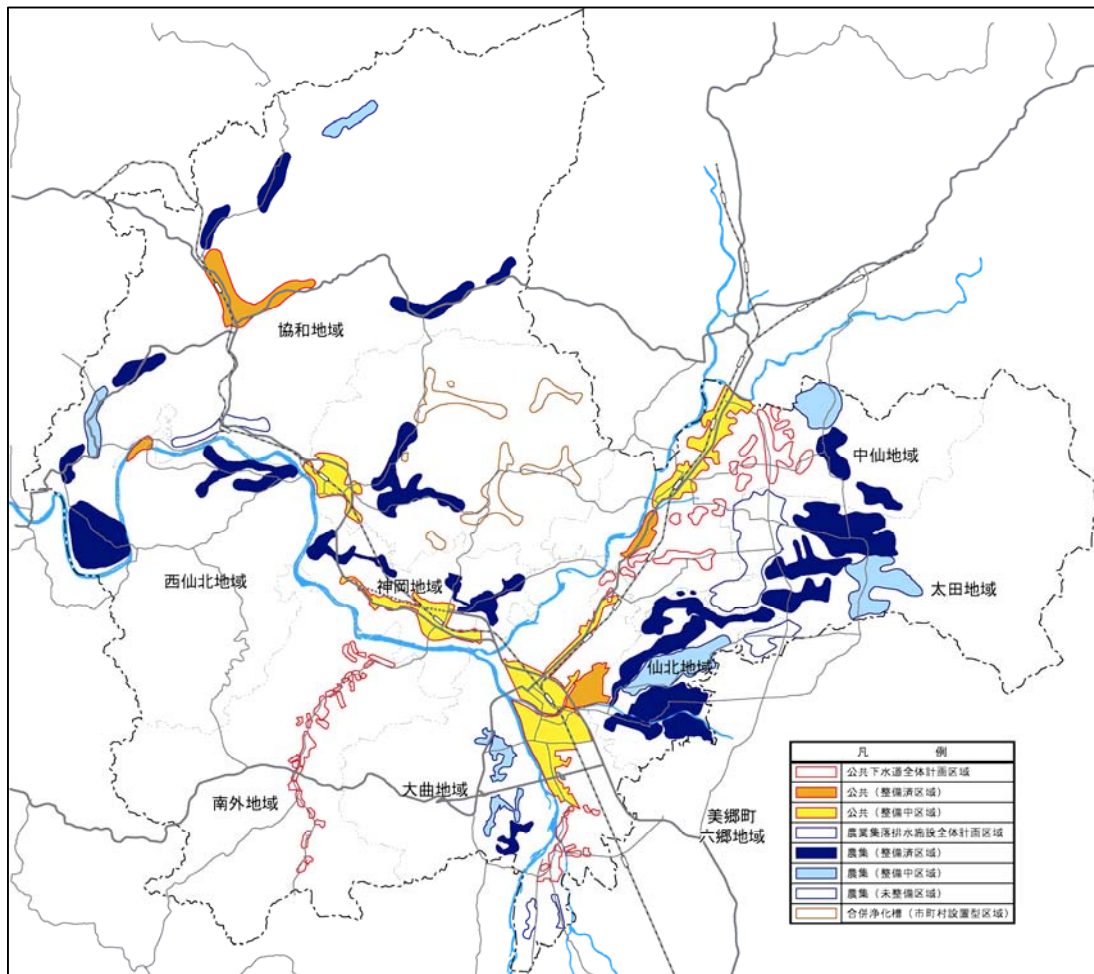 協和地域
中仙地域
西仙北地域
神岡地域
太田地域
仙北地域
南外地域
大曲地域
美郷町
六郷地域
凡 例
公共下水道全体計画区域
公共（整備済区域）
公共（整備中区域）
農業集落排水施設全体計画区域
農集（整備済区域）
農集（整備中区域）
農集（未整備区域）
合併浄化槽（市町村設置型区域）